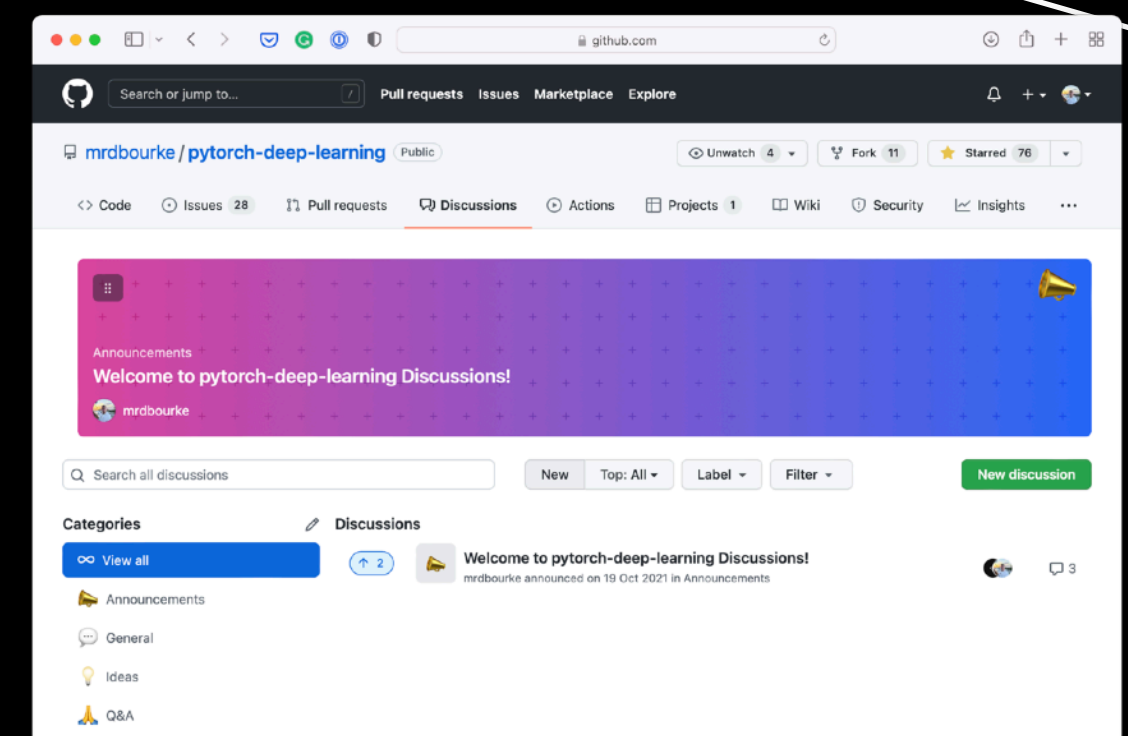 github.com
Search or jump to... /
Pull requests Issues Marketplace Explore
mrdbourke / pytorch-deep-learning Public
Unwatch 4 Fork 11 Starred 76
<> Code Issues 28 Pull requests Discussions Actions Projects 1 Wiki Security Insights ...
Announcements
Welcome to pytorch-deep-learning Discussions!
mrdbourke
Search all discussions New Top: All Label Filter New discussion
Categories Discussions
View all
2 Welcome to pytorch-deep-learning Discussions!
mrdbourke announced on 19 Oct 2021 in Announcements
3
Announcements
General
Ideas
Q&A